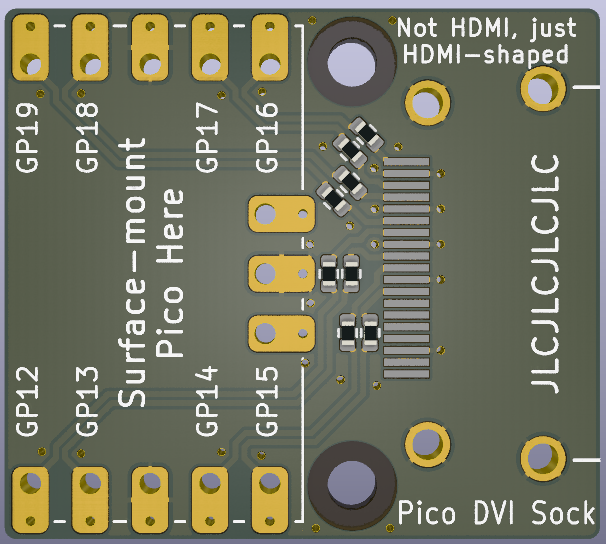 Not HDMI, just
HDMI-shaped
GP19
GP18
GP17
GP16
Surface-mount
Pico Here
JLCJLCJLCJLC
GP12
GP13
GP14
GP15
Pico DVI Sock